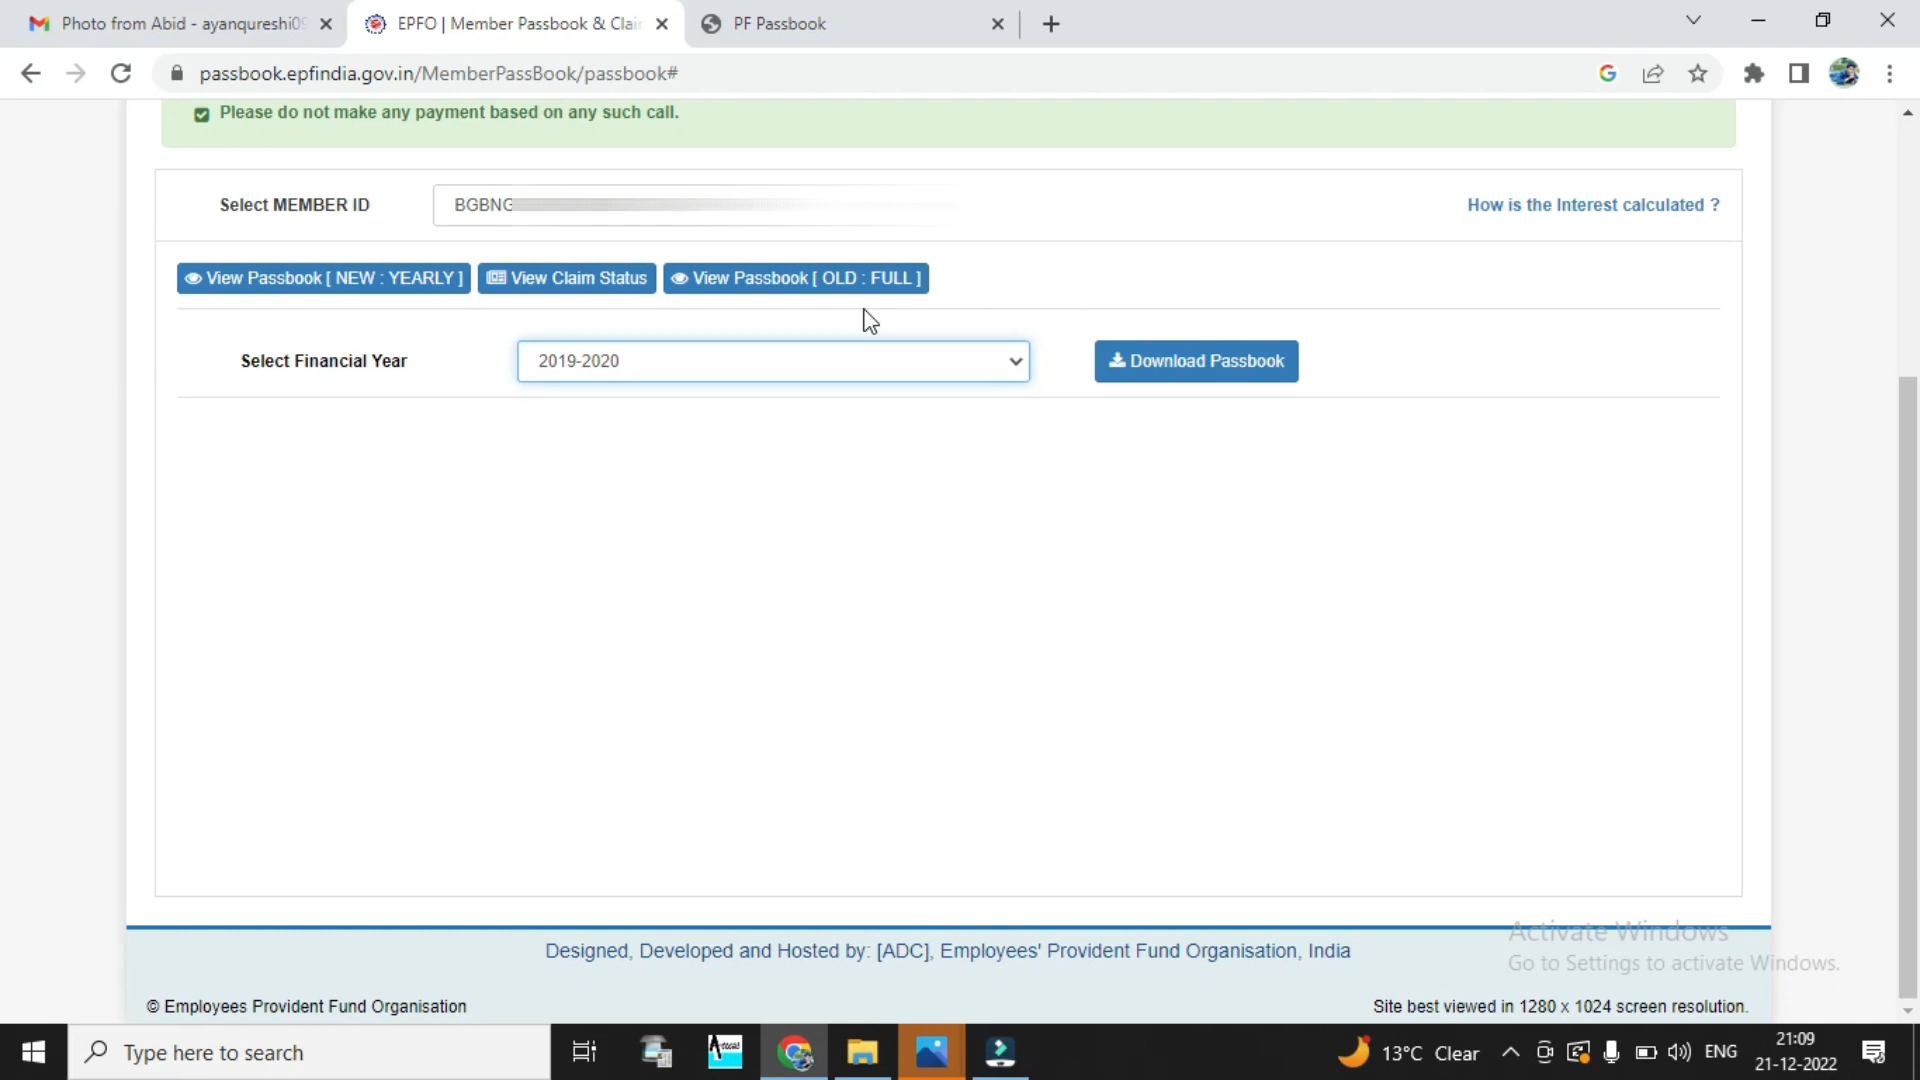 Photo from Abid - ayanqureshi09
EPFO | Member Passbook & Clai
PF Passbook
passbook.epfindia.gov.in/MemberPassBook/passbook#
Please do not make any payment based on any such call.
Select MEMBER ID
BGBNG
How is the Interest calculated ?
View Passbook [ NEW : YEARLY ]
View Claim Status
View Passbook [ OLD : FULL ]
Select Financial Year
2019-2020
Download Passbook
Activate Windows
Go to Settings to activate Windows.
Designed, Developed and Hosted by: [ADC], Employees' Provident Fund Organisation, India
© Employees Provident Fund Organisation
Site best viewed in 1280 x 1024 screen resolution.
Type here to search
13°C Clear
ENG
21:09
21-12-2022